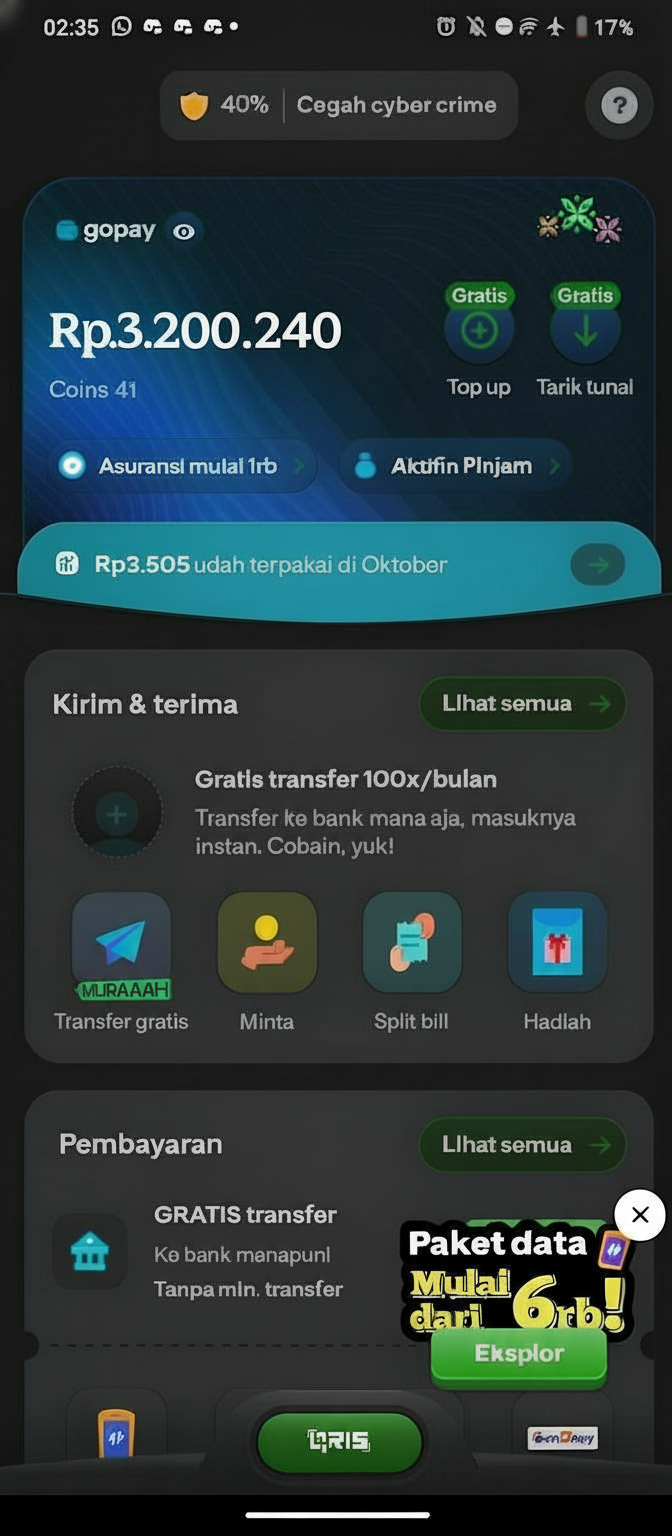 02:35
17%
40% Cegah cyber crime
?
gopay
Rp.3.200.240
Gratis
Gratis
Coins 41
Top up
Tarik tunai
Asuransi mulai 1rb
Aktifin Pinjam
Rp3.505 udah terpakai di Oktober
Kirim & terima
Lihat semua
Gratis transfer 100x/bulan
Transfer ke bank mana aja, masuknya
instan. Cobain, yuk!
MURAAAH
Transfer gratis
Minta
Split bill
Hadiah
Pembayaran
Lihat semua
GRATIS transfer
Ke bank manapun!
Tanpa min. transfer
Paket data
Mulai
dari 6rb!
Eksplor
QRIS